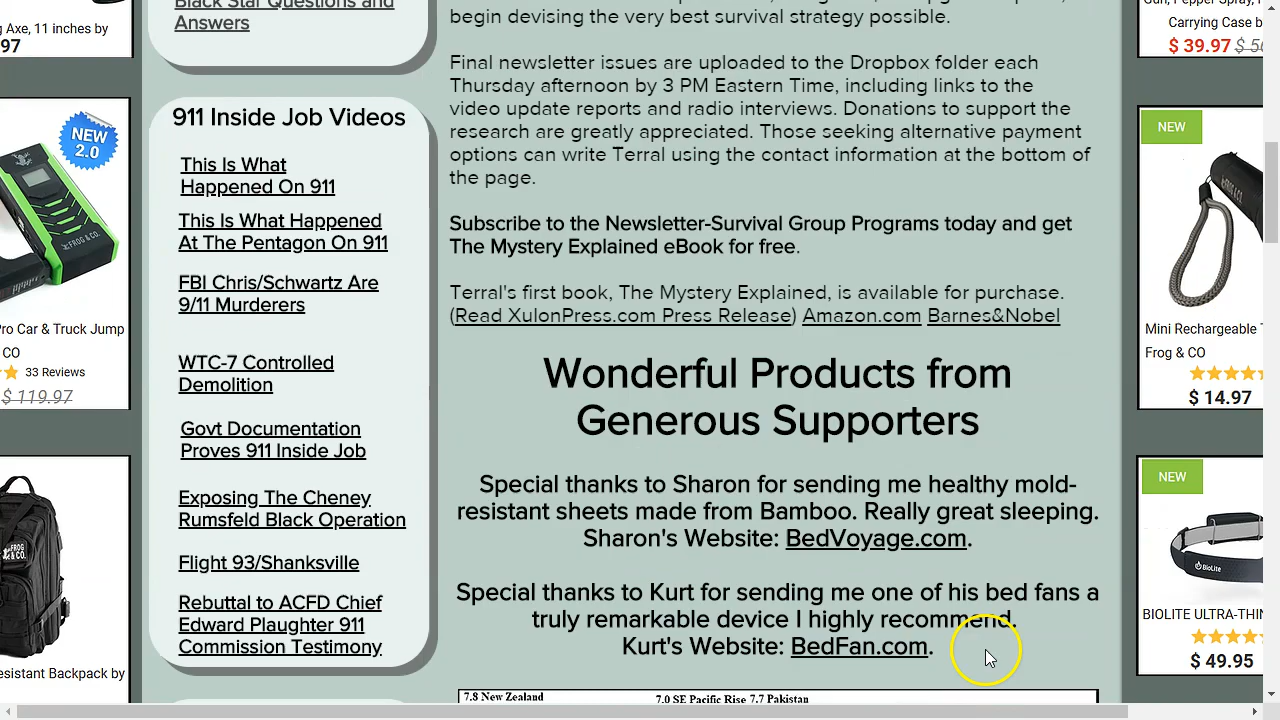 Black Star Questions and
Answers
911 Inside Job Videos
This Is What
Happened On 911
This Is What Happened
At The Pentagon On 911
FBI Chris/Schwartz Are
9/11 Murderers
WTC-7 Controlled
Demolition
Govt Documentation
Proves 911 Inside Job
Exposing The Cheney
Rumsfeld Black Operation
Flight 93/Shanksville
Rebuttal to ACFD Chief
Edward Plaughter 911
Commission Testimony
begin devising the very best survival strategy possible.
Final newsletter issues are uploaded to the Dropbox folder each
Thursday afternoon by 3 PM Eastern Time, including links to the
video update reports and radio interviews. Donations to support the
research are greatly appreciated. Those seeking alternative payment
options can write Terral using the contact information at the bottom of
the page.
Subscribe to the Newsletter-Survival Group Programs today and get
The Mystery Explained eBook for free.
Terral's first book, The Mystery Explained, is available for purchase.
(Read XulonPress.com Press Release) Amazon.com Barnes&Nobel
Wonderful Products from
Generous Supporters
Special thanks to Sharon for sending me healthy mold-
resistant sheets made from Bamboo. Really great sleeping.
Sharon's Website: BedVoyage.com.
Special thanks to Kurt for sending me one of his bed fans a
truly remarkable device I highly recommend.
Kurt's Website: BedFan.com.
7.8 New Zealand 7.0 SE Pacific Rise 7.7 Pakistan
g Axe, 11 inches by
97
NEW
2.0
FROG & CO.
Pro Car & Truck Jump
CO
33 Reviews
$ 119.97
FROG
& CO.
esistant Backpack by
Carrying Case b
$ 39.97
NEW
Mini Rechargeable
Frog & CO
$ 14.97
NEW
BioLite
BIOLITE ULTRA-THI
$ 49.95